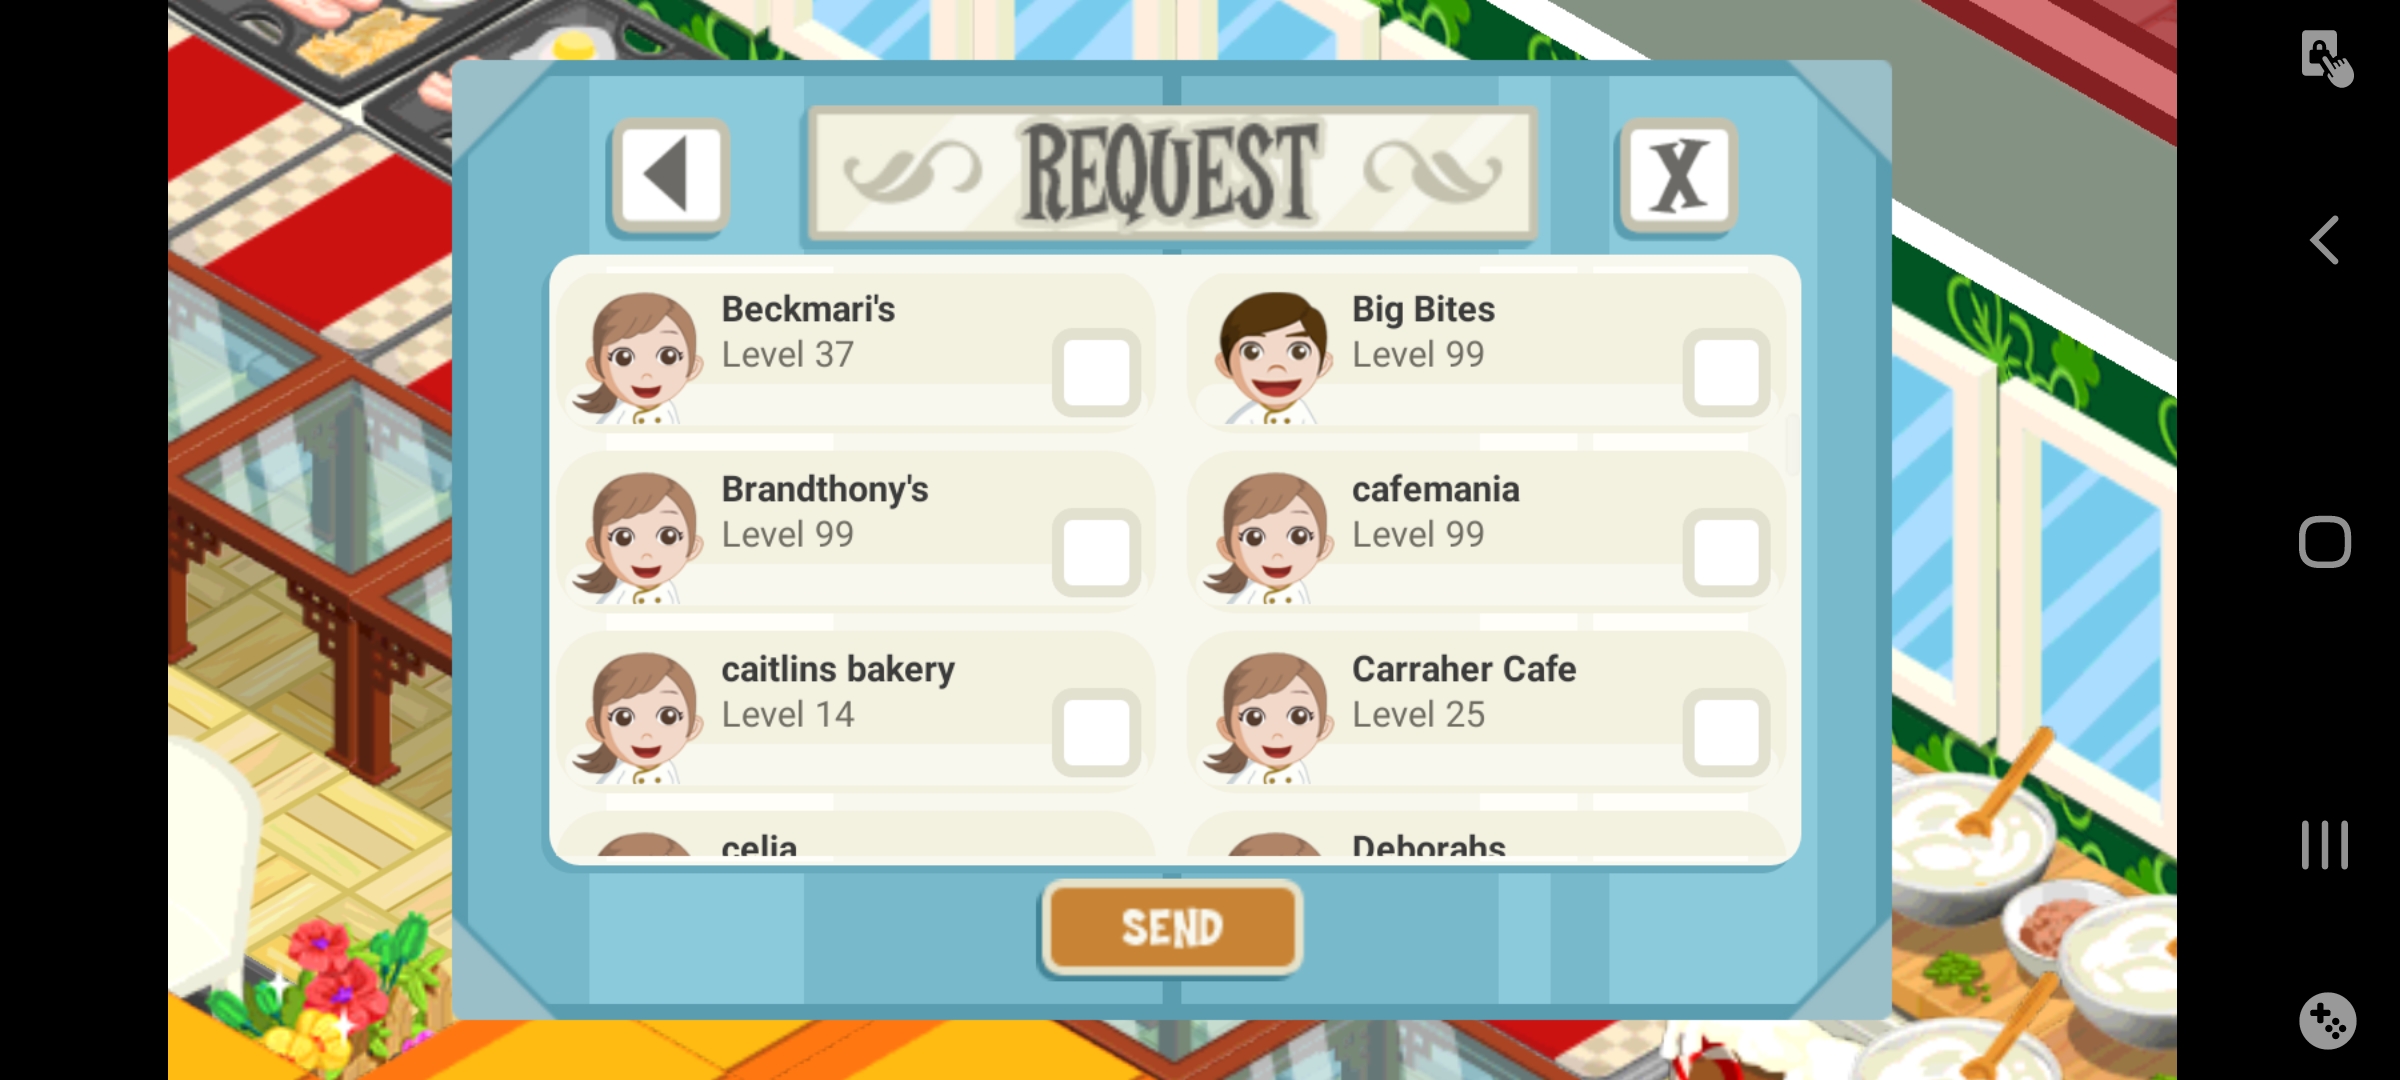 REQUEST
X
Beckmari's
Level 37
Big Bites
Level 99
Brandthony's
Level 99
cafemania
Level 99
caitlins bakery
Level 14
Carraher Cafe
Level 25
celia
Deborahs
SEND